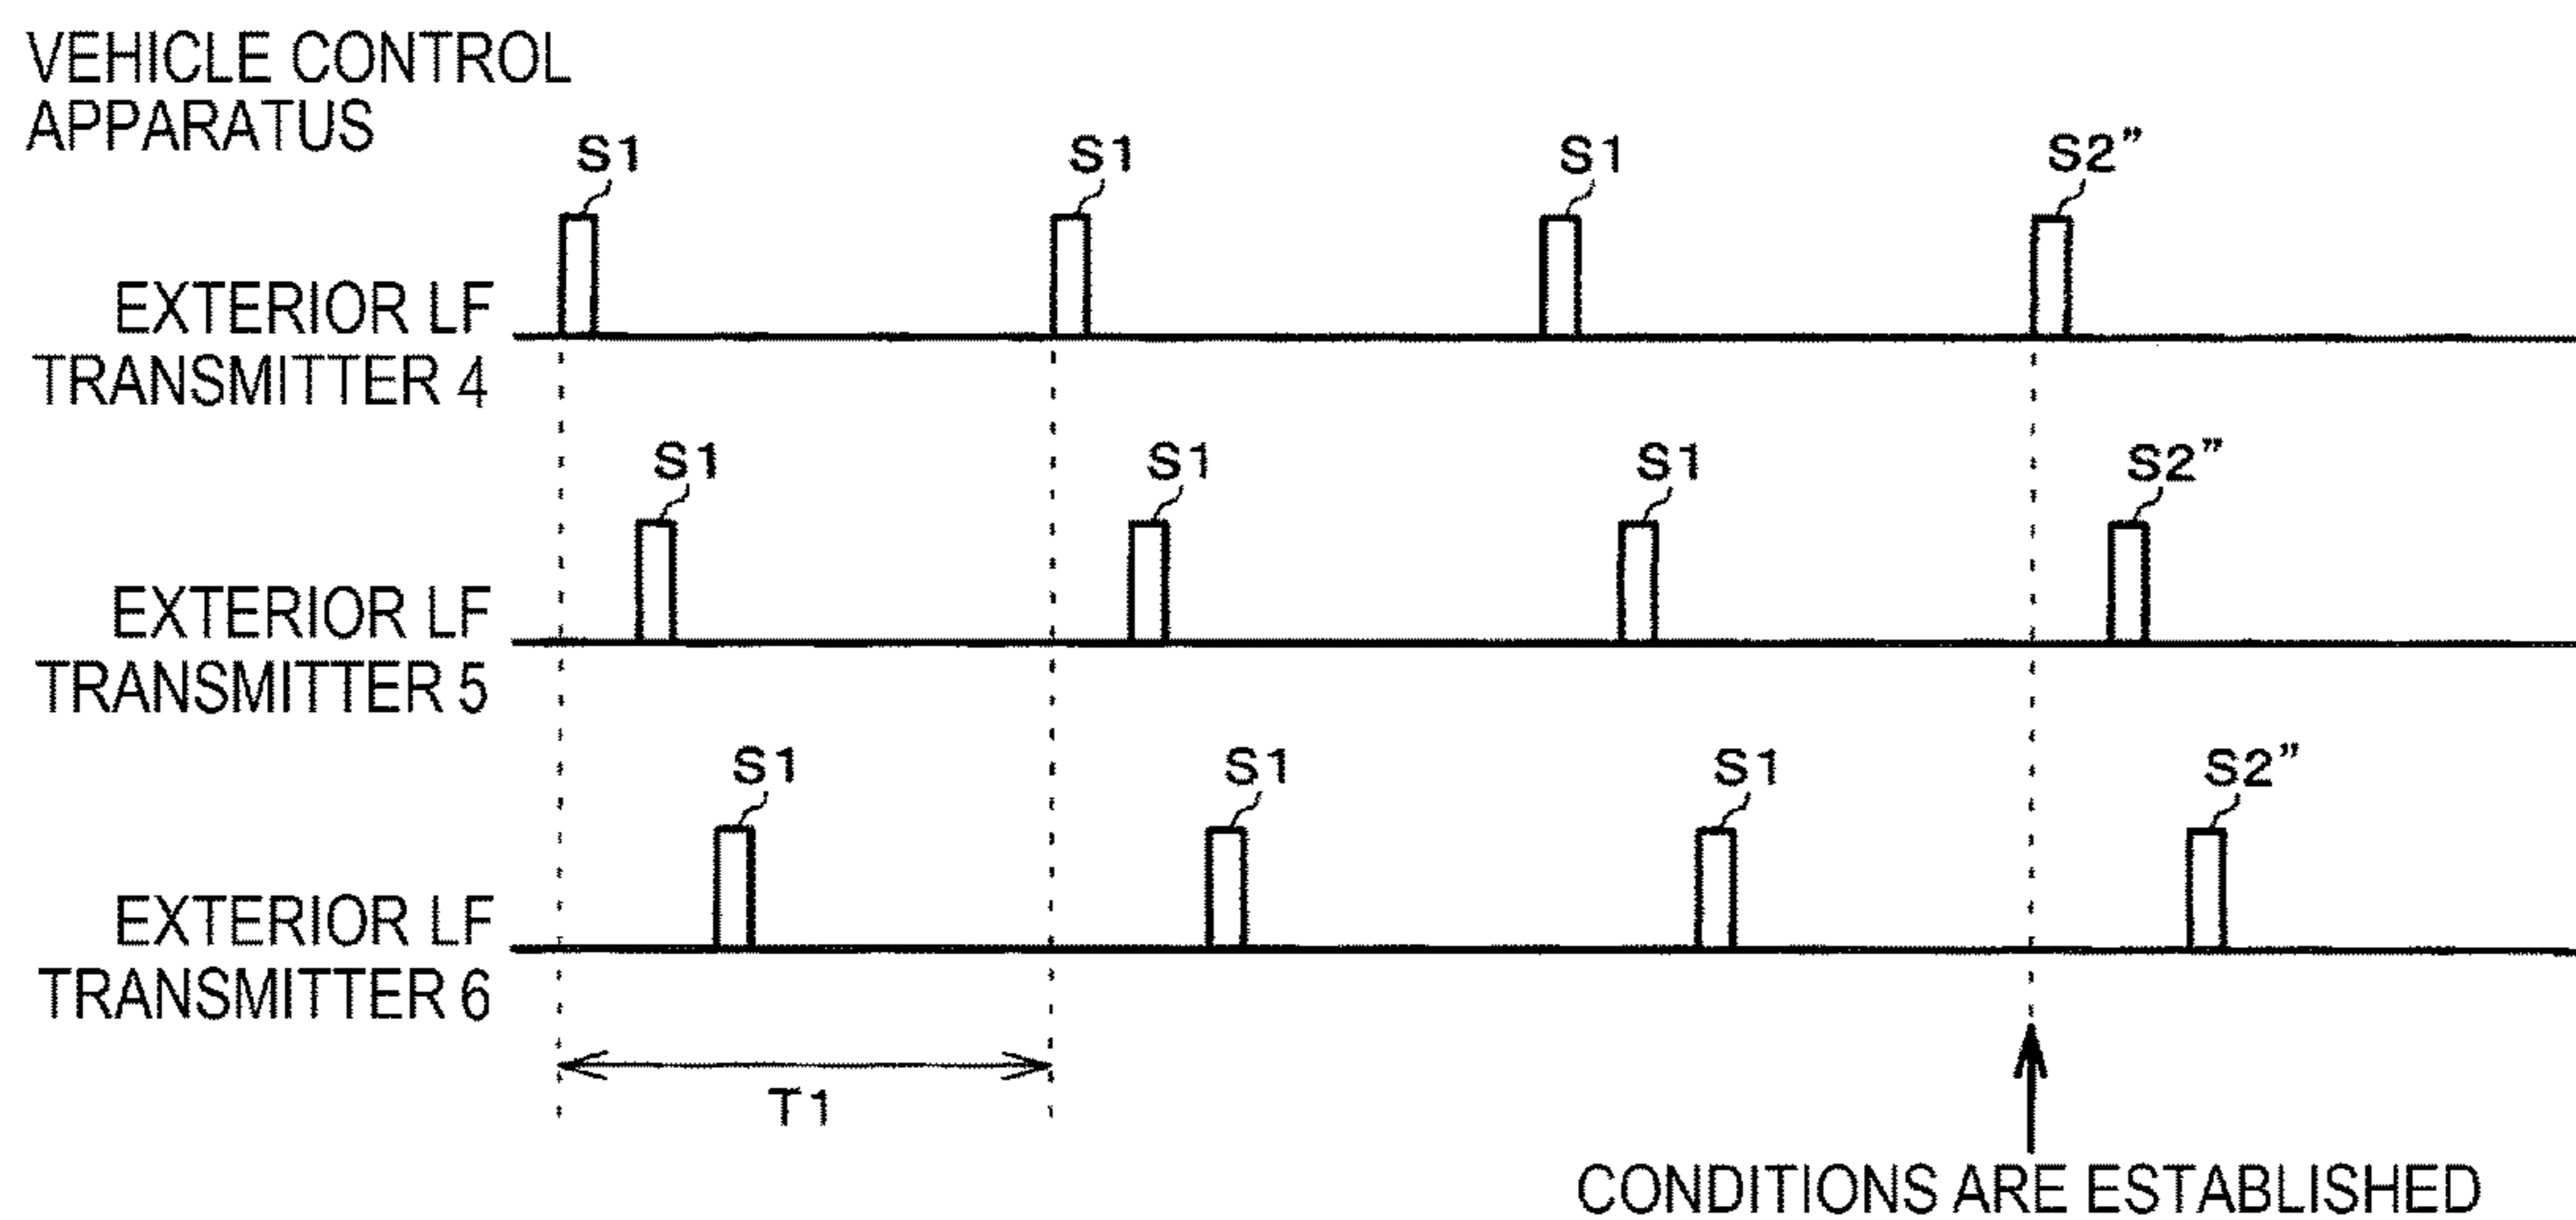 VEHICLE CONTROL
APPARATUS
S1 S1 S1 S2”
EXTERIOR LF
TRANSMITTER 4
S1 S1 S1 S2”
EXTERIOR LF
TRANSMITTER 5
S1 S1 S1 S2”
EXTERIOR LF
TRANSMITTER 6
T1
CONDITIONS ARE ESTABLISHED